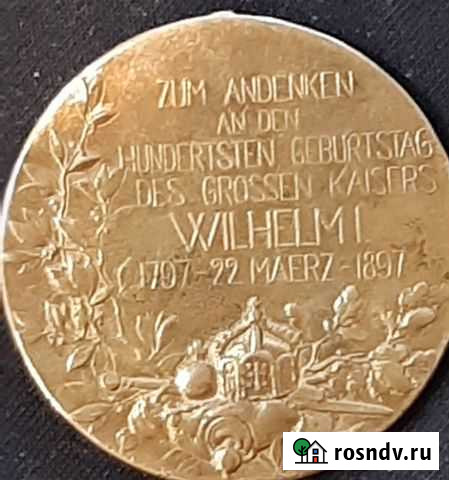 ZUM ANDENKEN
AN DEN
HUNDERTSTEN GEBURTSTAG
DES GROSSEN KAISERS
WILHELM I.
1797-22 MAERZ-1897
rosndv.ru